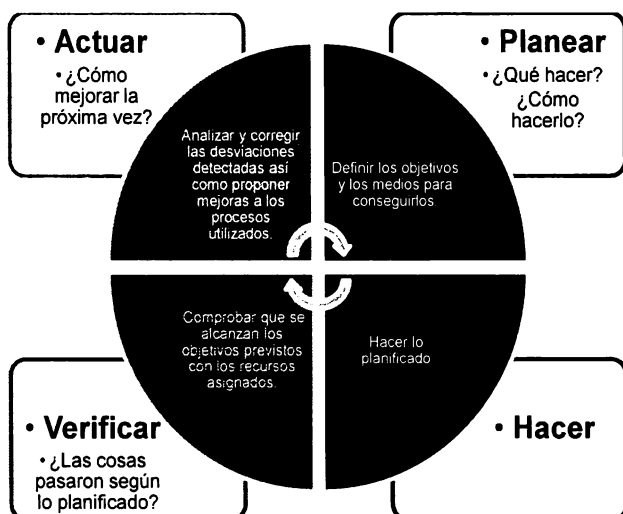 • Actuar
• ¿Cómo
mejorar la
próxima vez?
• Planear
• ¿Qué hacer?
¿Cómo
hacerlo?
Analizar y corregir
las desviaciones
detectadas así
como proponer
mejoras a los
procesos
utilizados.
Definir los objetivos
y los medios para
conseguirlos
Comprobar que se
alcanzan los
objetivos previstos
con los recursos
asignados.
Hacer lo
planificado
• Verificar
• ¿Las cosas
pasaron según
lo planificado?
• Hacer